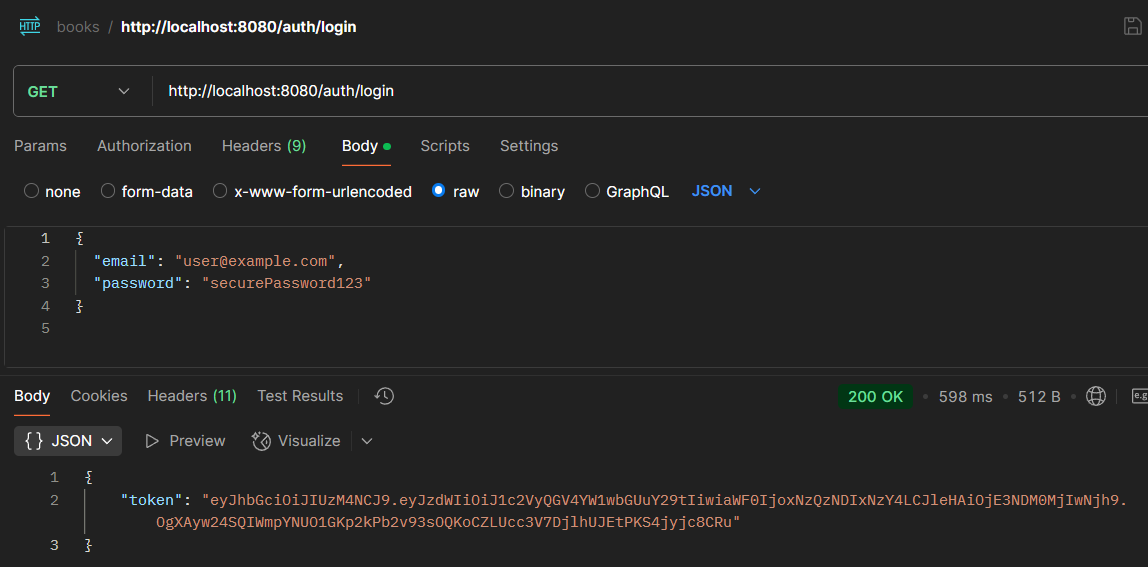 HTTP books / http://localhost:8080/auth/login
GET http://localhost:8080/auth/login
Params Authorization Headers (9) Body Scripts Settings
none form-data x-www-form-urlencoded raw binary GraphQL JSON
1 {
2 "email": "user@example.com",
3 "password": "securePassword123"
4 }
5
Body Cookies Headers (11) Test Results 200 OK 598 ms 512 B e.g
{} JSON Preview Visualize
1 {
2 "token": "eyJhbGciOiJIUzM4NCJ9.eyJzdWIiOiJ1c2VyQGV4YW1wbGUuY29tIiwiaWF0IjoxNzQzNDIxNzY4LCJleHAiOjE3NDM0MjIwNjh9.
OgXAyw24SQIWmpYNUO1GKp2kPb2v93sOQKoCZLUcc3V7DjlhUJEtPKS4jyjc8CRu"
3 }